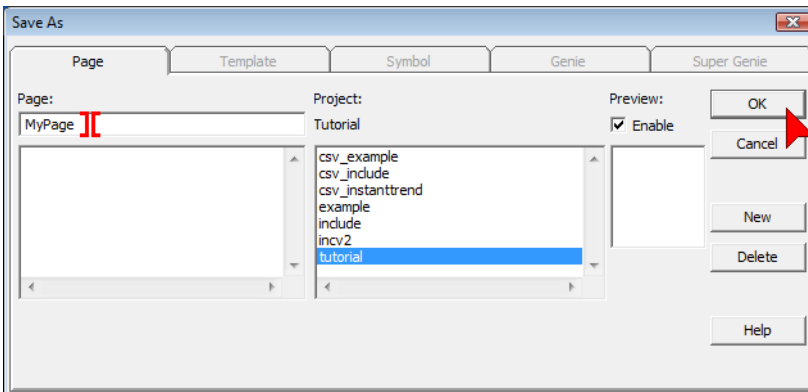 Save As
Page
Template
Symbol
Genie
Super Genie
Page:
Project:
Preview:
MyPage
Tutorial
Enable
OK
Cancel
csv_example
csv_include
csv_instanttrend
example
include
incv2
tutorial
New
Delete
Help